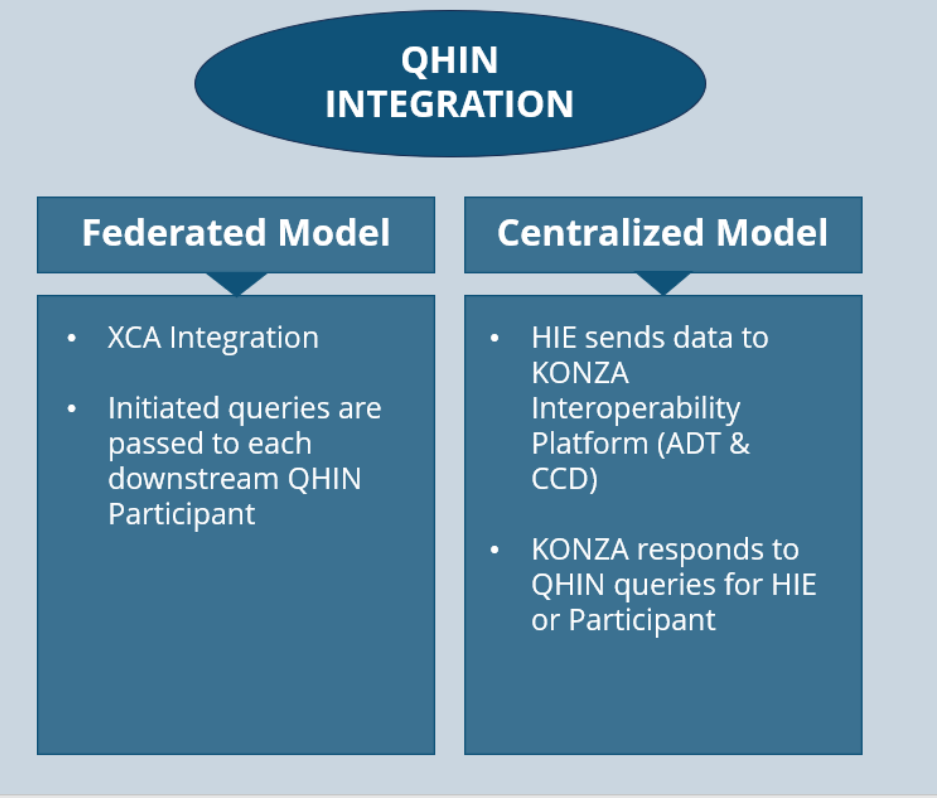 QHIN
INTEGRATION
Federated Model
• XCA Integration
• Initiated queries are
passed to each
downstream QHIN
Participant
Centralized Model
• HIE sends data to
KONZA
Interoperability
Platform (ADT &
CCD)
• KONZA responds to
QHIN queries for HIE
or Participant